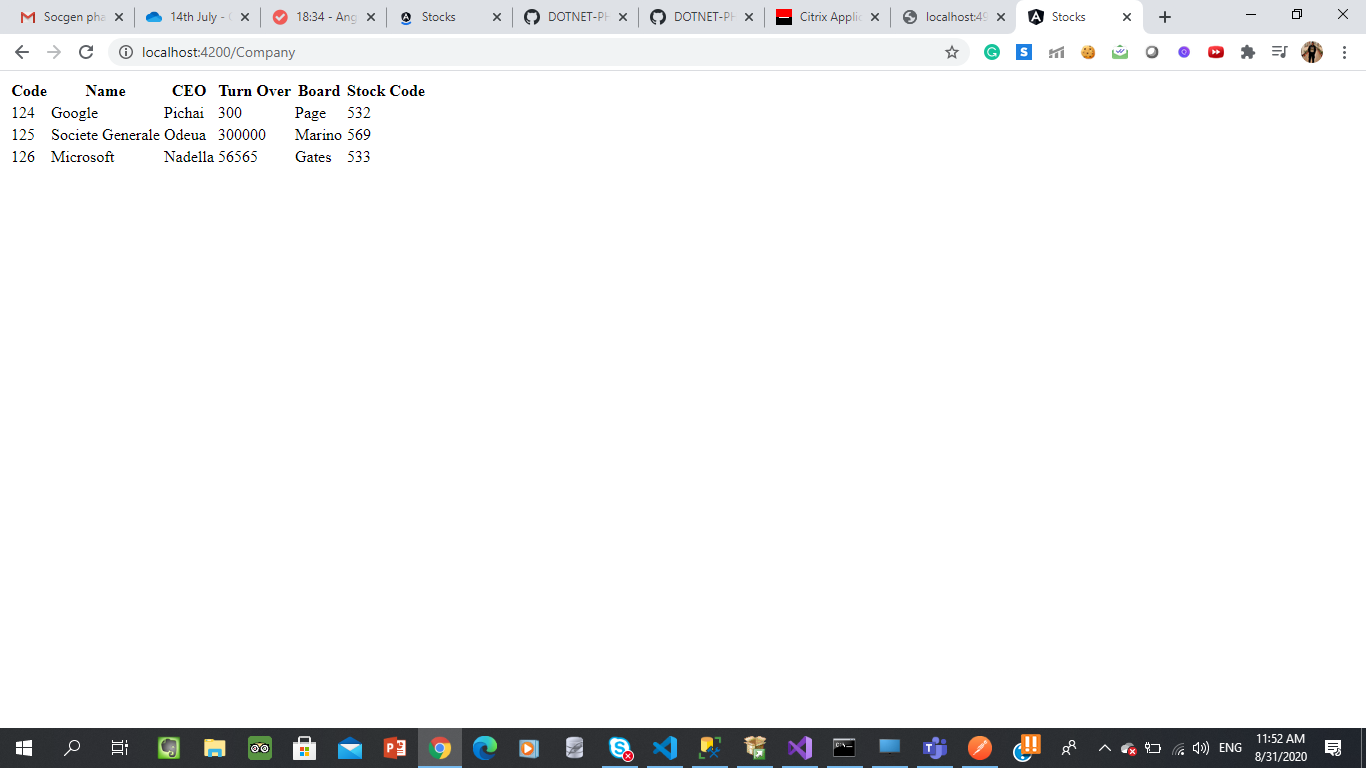 Socgen pha
14th July - (
18:34 - Ang
Stocks
DOTNET-PH
DOTNET-PH
Citrix Applic
localhost:49
Stocks
localhost:4200/Company
Code Name CEO Turn Over Board Stock Code
124 Google Pichai 300 Page 532
125 Societe Generale Odeua 300000 Marino 569
126 Microsoft Nadella 56565 Gates 533
ENG
11:52 AM
8/31/2020